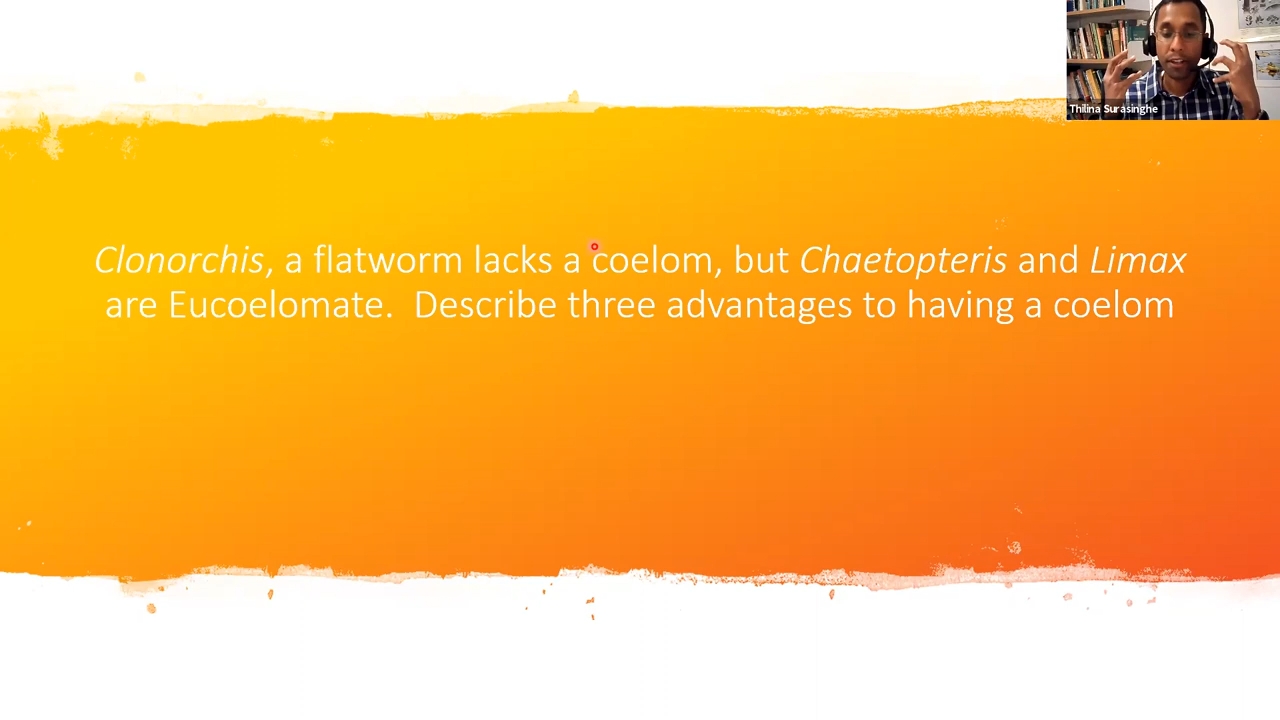 Thilina Surasinghe
Clonorchis, a flatworm lacks a coelom, but Chaetopteris and Limax
are Eucoelomate.  Describe three advantages to having a coelom